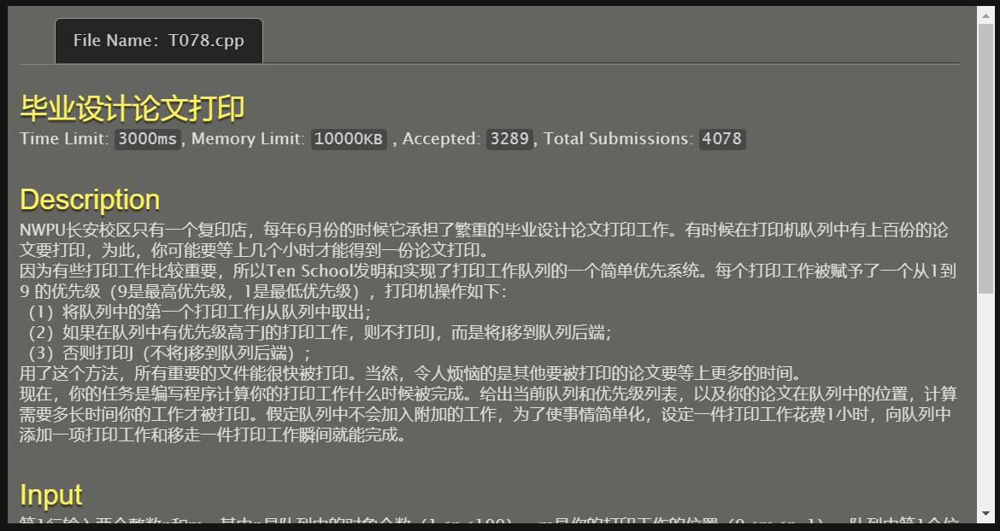 File Name：T078.cpp
毕业设计论文打印
Time Limit: 3000ms, Memory Limit: 10000KB , Accepted: 3289, Total Submissions: 4078
Description
NWPU长安校区只有一个复印店，每年6月份的时候它承担了繁重的毕业设计论文打印工作。有时候在打印机队列中有上百份的论
文要打印，为此，你可能要等上几个小时才能得到一份论文打印。
因为有些打印工作比较重要，所以Ten School发明和实现了打印工作队列的一个简单优先系统。每个打印工作被赋予了一个从1到
9 的优先级（9是最高优先级，1是最低优先级），打印机操作如下：
（1）将队列中的第一个打印工作J从队列中取出；
（2）如果在队列中有优先级高于J的打印工作，则不打印J，而是将J移到队列后端；
（3）否则打印J（不将J移到队列后端）；
用了这个方法，所有重要的文件能很快被打印。当然，令人烦恼的是其他要被打印的论文要等上更多的时间。
现在，你的任务是编写程序计算你的打印工作什么时候被完成。给出当前队列和优先级列表，以及你的论文在队列中的位置，计算
需要多长时间你的工作才被打印。假定队列中不会加入附加的工作，为了使事情简单化，设定一件打印工作花费1小时，向队列中
添加一项打印工作和移走一件打印工作瞬间就能完成。
Input